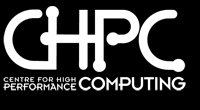 CHPC
CENTRE FOR HIGH
PERFORMANCE COMPUTING